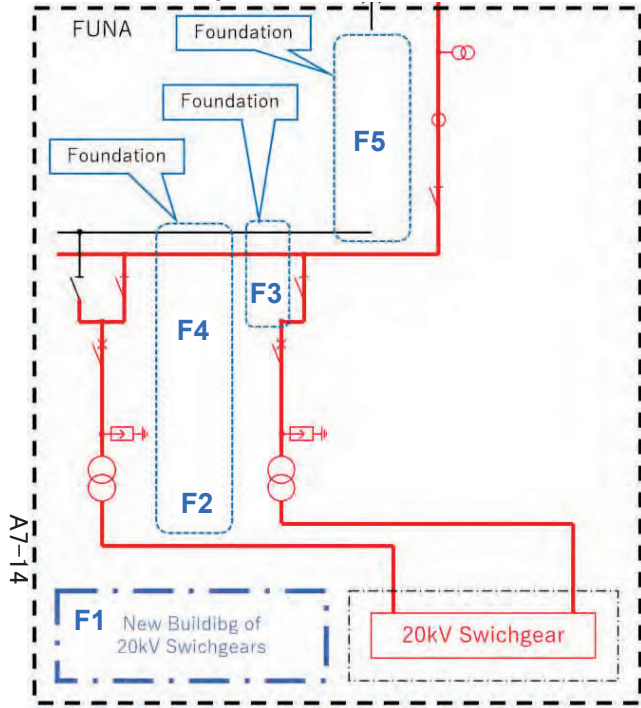 FUNA
Foundation
Foundation
Foundation
F5
F3
F4
F2
A7-14
F1
New Buildibg of
20kV Swichgears
20kV Swichgear